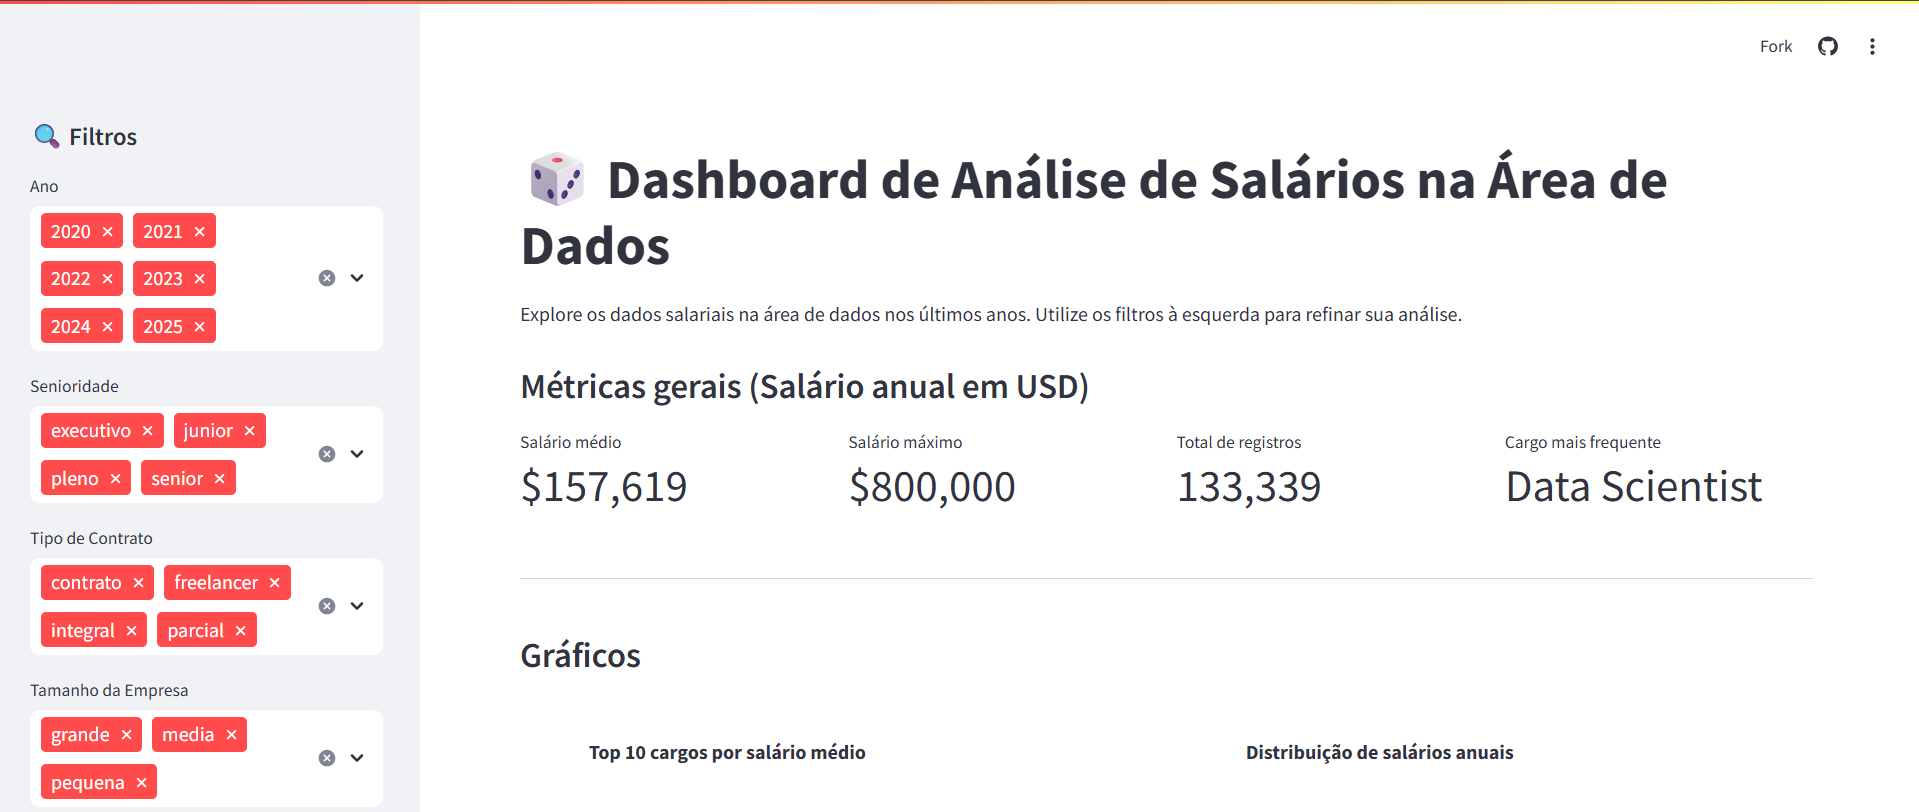 Fork
Filtros
Ano
2020 × 2021 ×
2022 × 2023 ×
2024 × 2025 ×
Senioridade
executivo × junior ×
pleno × senior ×
Tipo de Contrato
contrato × freelancer ×
integral × parcial ×
Tamanho da Empresa
grande × media ×
pequena ×
Dashboard de Análise de Salários na Área de
Dados
Explore os dados salariais na área de dados nos últimos anos. Utilize os filtros à esquerda para refinar sua análise.
Métricas gerais (Salário anual em USD)
Salário médio
$157,619
Salário máximo
$800,000
Total de registros
133,339
Cargo mais frequente
Data Scientist
Gráficos
Top 10 cargos por salário médio
Distribuição de salários anuais